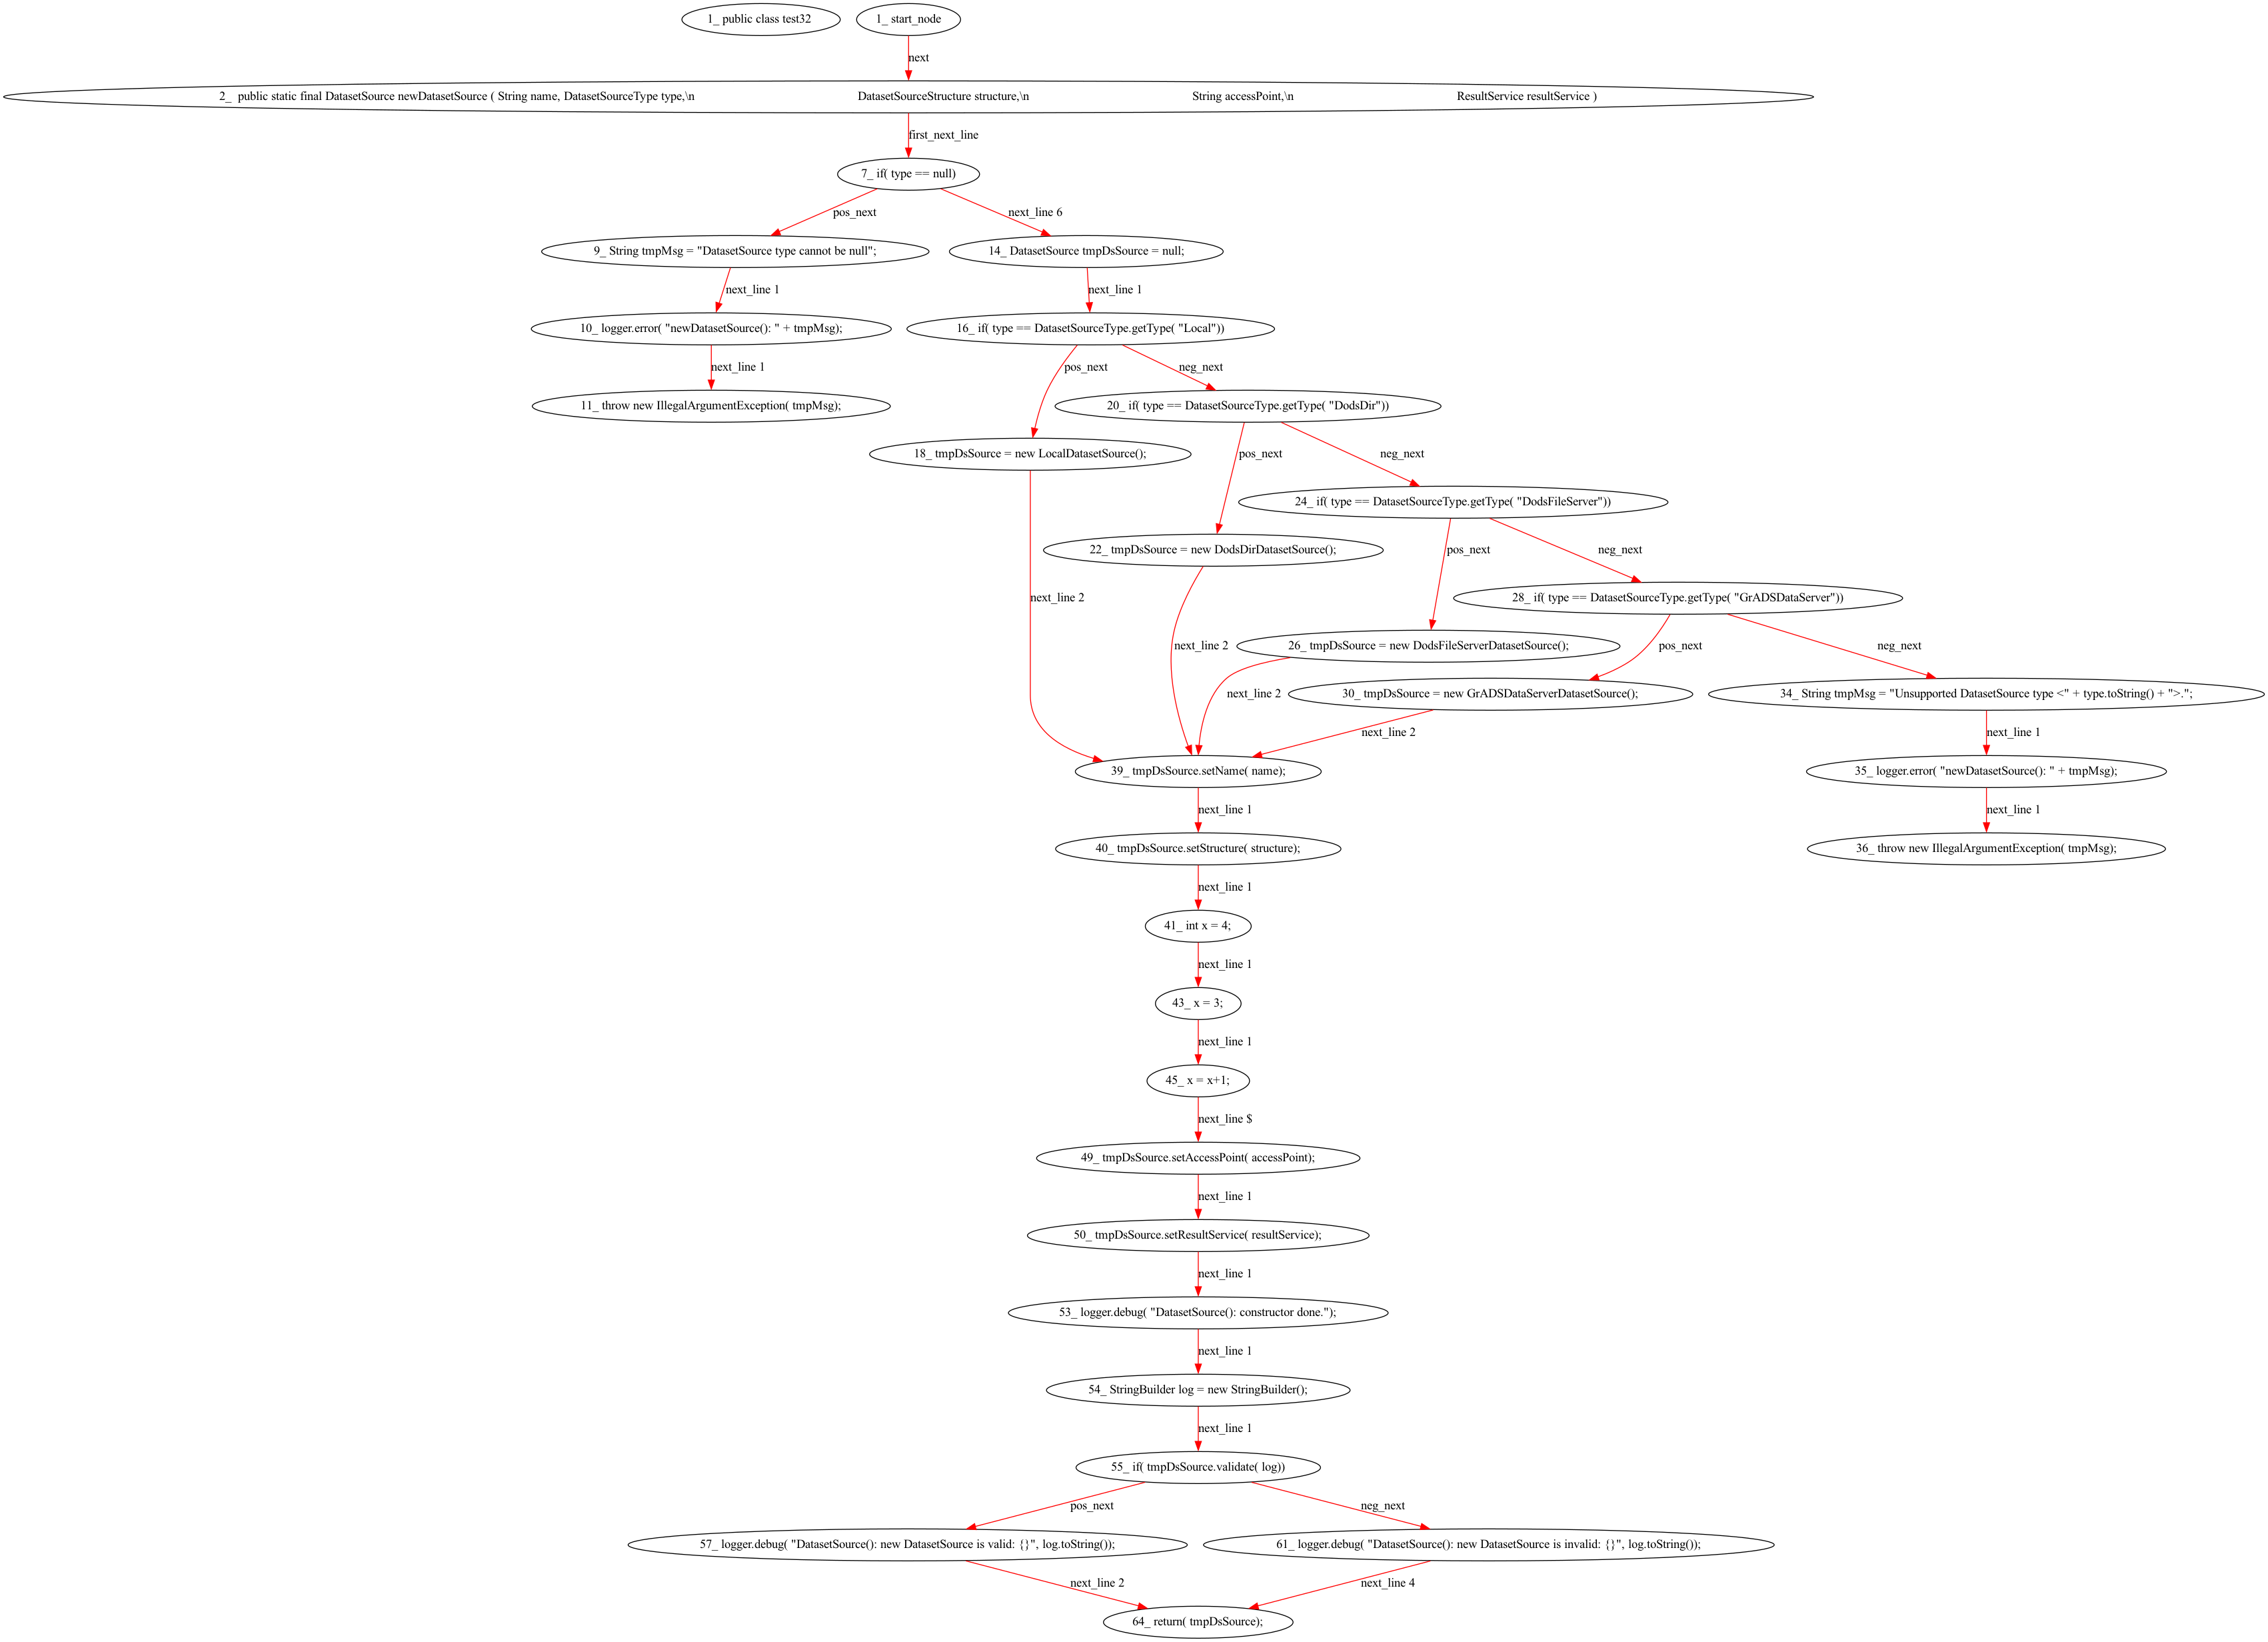 1_ public class test32
1_ start_node
next
2_  public static final DatasetSource newDatasetSource ( String name, DatasetSourceType type,\n DatasetSourceStructure structure,\n String accessPoint,\n ResultService resultService )
first_next_line
7_ if( type == null)
pos_next
next_line 6
9_ String tmpMsg = "DatasetSource type cannot be null";
14_ DatasetSource tmpDsSource = null;
next_line 1
next_line 1
10_ logger.error( "newDatasetSource(): " + tmpMsg);
16_ if( type == DatasetSourceType.getType( "Local"))
next_line 1
pos_next
neg_next
11_ throw new IllegalArgumentException( tmpMsg);
20_ if( type == DatasetSourceType.getType( "DodsDir"))
18_ tmpDsSource = new LocalDatasetSource();
pos_next
neg_next
24_ if( type == DatasetSourceType.getType( "DodsFileServer"))
22_ tmpDsSource = new DodsDirDatasetSource();
pos_next
neg_next
next_line 2
28_ if( type == DatasetSourceType.getType( "GrADSDataServer"))
next_line 2
26_ tmpDsSource = new DodsFileServerDatasetSource();
pos_next
neg_next
next_line 2
30_ tmpDsSource = new GrADSDataServerDatasetSource();
34_ String tmpMsg = "Unsupported DatasetSource type <" + type.toString() + ">.";
next_line 2
next_line 1
39_ tmpDsSource.setName( name);
35_ logger.error( "newDatasetSource(): " + tmpMsg);
next_line 1
next_line 1
40_ tmpDsSource.setStructure( structure);
36_ throw new IllegalArgumentException( tmpMsg);
next_line 1
41_ int x = 4;
next_line 1
43_ x = 3;
next_line 1
45_ x = x+1;
next_line $
49_ tmpDsSource.setAccessPoint( accessPoint);
next_line 1
50_ tmpDsSource.setResultService( resultService);
next_line 1
53_ logger.debug( "DatasetSource(): constructor done.");
next_line 1
54_ StringBuilder log = new StringBuilder();
next_line 1
55_ if( tmpDsSource.validate( log))
pos_next
neg_next
57_ logger.debug( "DatasetSource(): new DatasetSource is valid: {}", log.toString());
61_ logger.debug( "DatasetSource(): new DatasetSource is invalid: {}", log.toString());
next_line 2
next_line 4
64_ return( tmpDsSource);